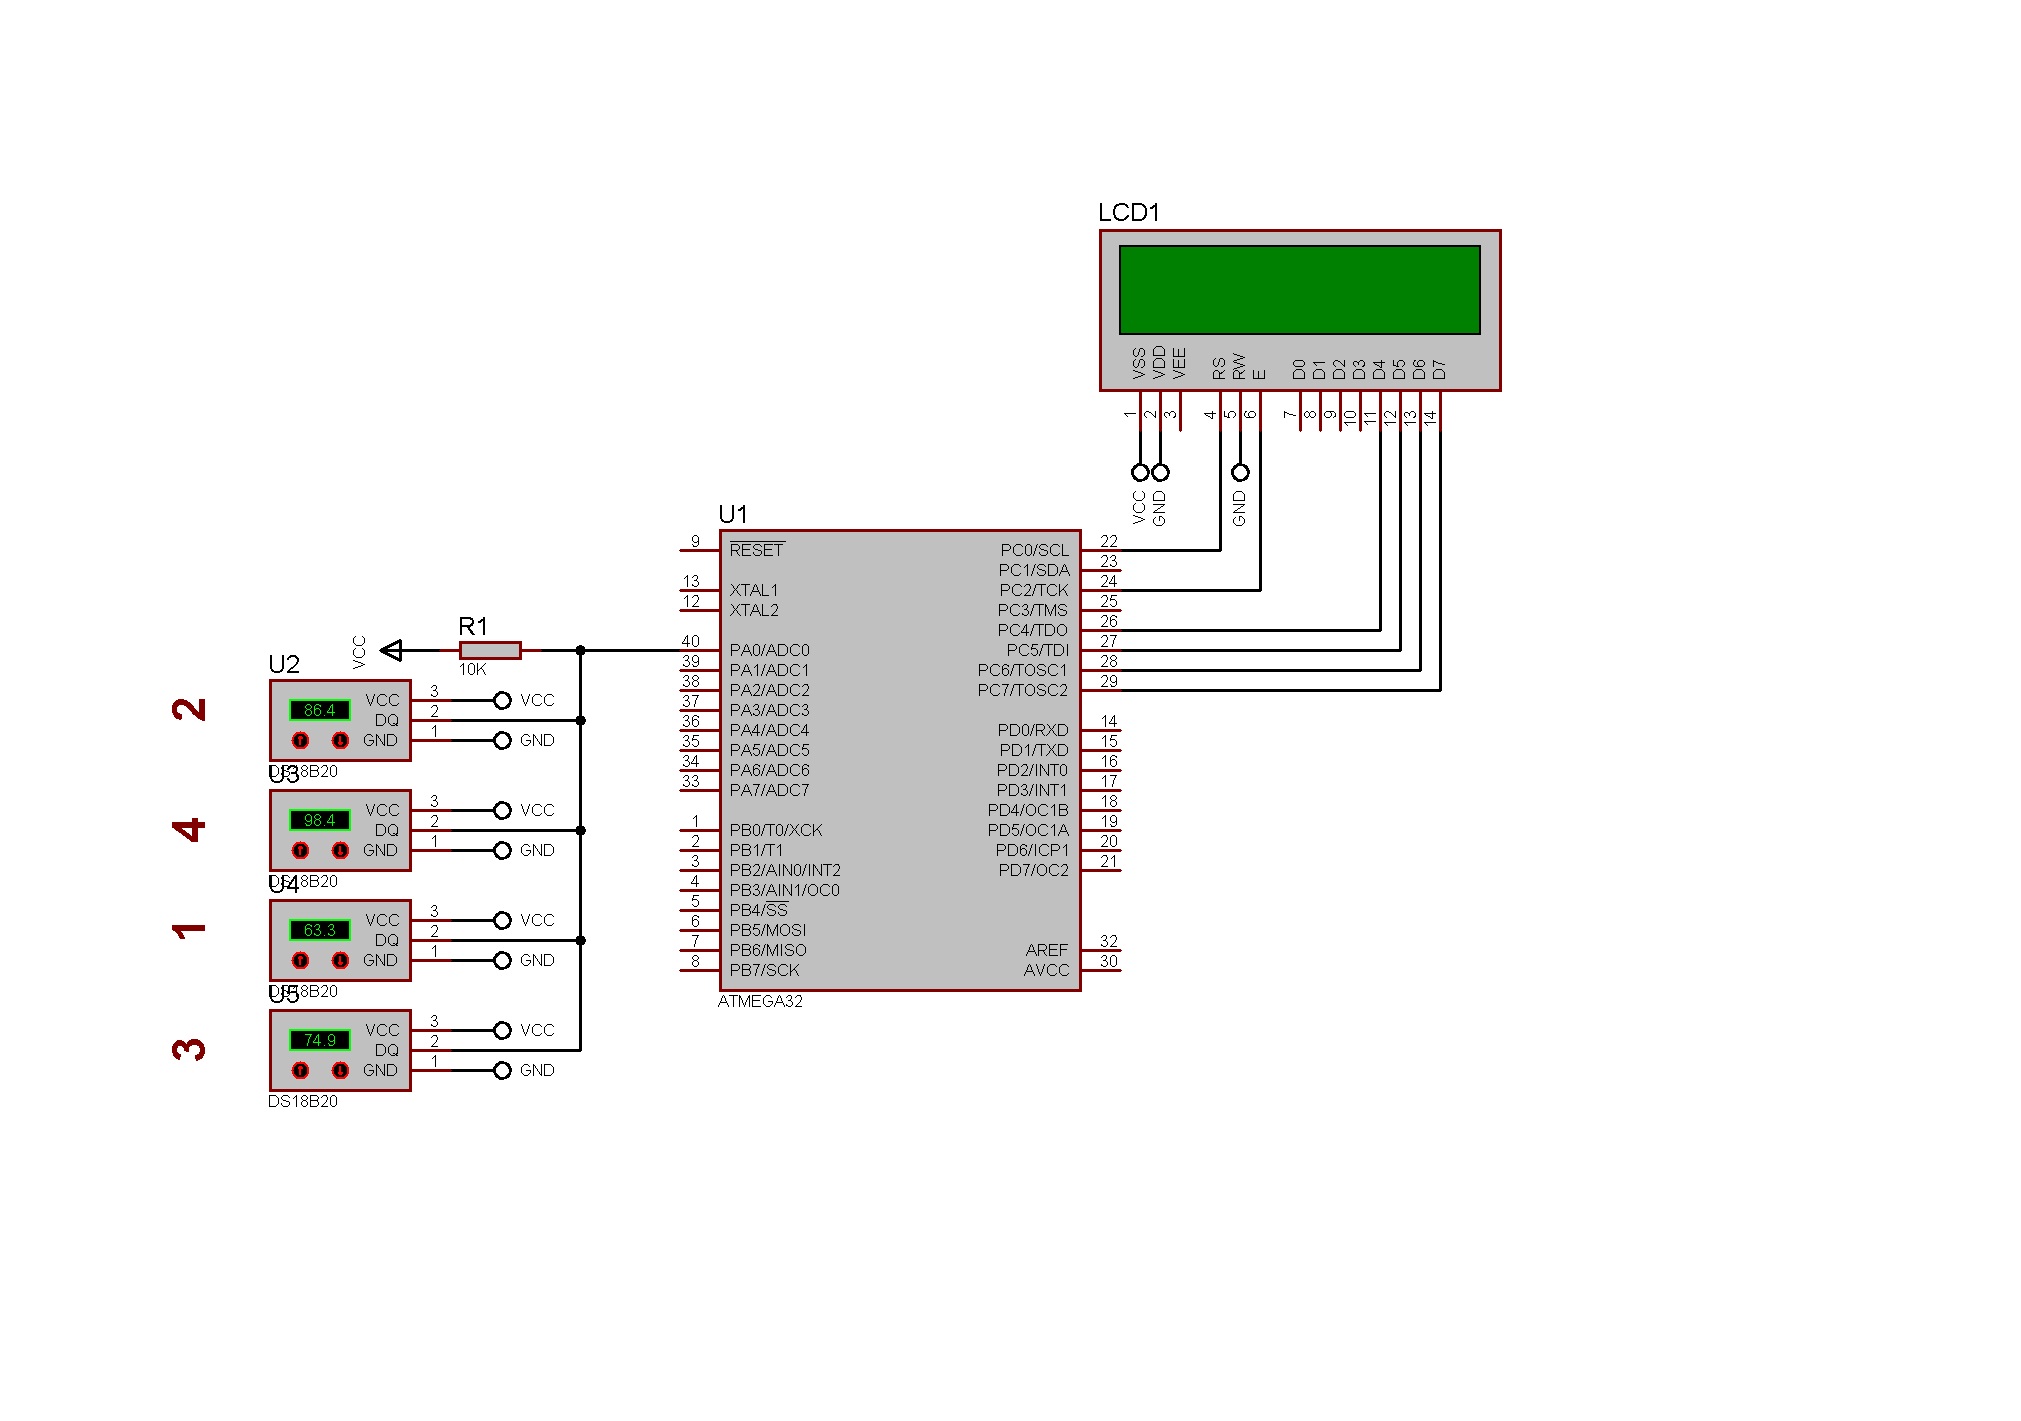 LCD1
VSS
VDD
VEE
RS
RW
E
D0
D1
D2
D3
D4
D5
D6
D7
1
2
3
4
5
6
7
8
9
10
11
12
13
14
VCC
GND
GND
U1
9 RESET
13 XTAL1
12 XTAL2
40 PA0/ADC0
39 PA1/ADC1
38 PA2/ADC2
37 PA3/ADC3
36 PA4/ADC4
35 PA5/ADC5
34 PA6/ADC6
33 PA7/ADC7
1 PB0/T0/XCK
2 PB1/T1
3 PB2/AIN0/INT2
4 PB3/AIN1/OC0
5 PB4/SS
6 PB5/MOSI
7 PB6/MISO
8 PB7/SCK
PC0/SCL 22
PC1/SDA 23
PC2/TCK 24
PC3/TMS 25
PC4/TDO 26
PC5/TDI 27
PC6/TOSC1 28
PC7/TOSC2 29
PD0/RXD 14
PD1/TXD 15
PD2/INT0 16
PD3/INT1 17
PD4/OC1B 18
PD5/OC1A 19
PD6/ICP1 20
PD7/OC2 21
AREF 32
AVCC 30
ATMEGA32
R1
10K
VCC
2
U2
86.4
VCC 3 VCC
DQ 2
GND 1 GND
DS18B20
4
U3
98.4
VCC 3 VCC
DQ 2
GND 1 GND
DS18B20
1
U4
63.3
VCC 3 VCC
DQ 2
GND 1 GND
DS18B20
3
U5
74.9
VCC 3 VCC
DQ 2
GND 1 GND
DS18B20